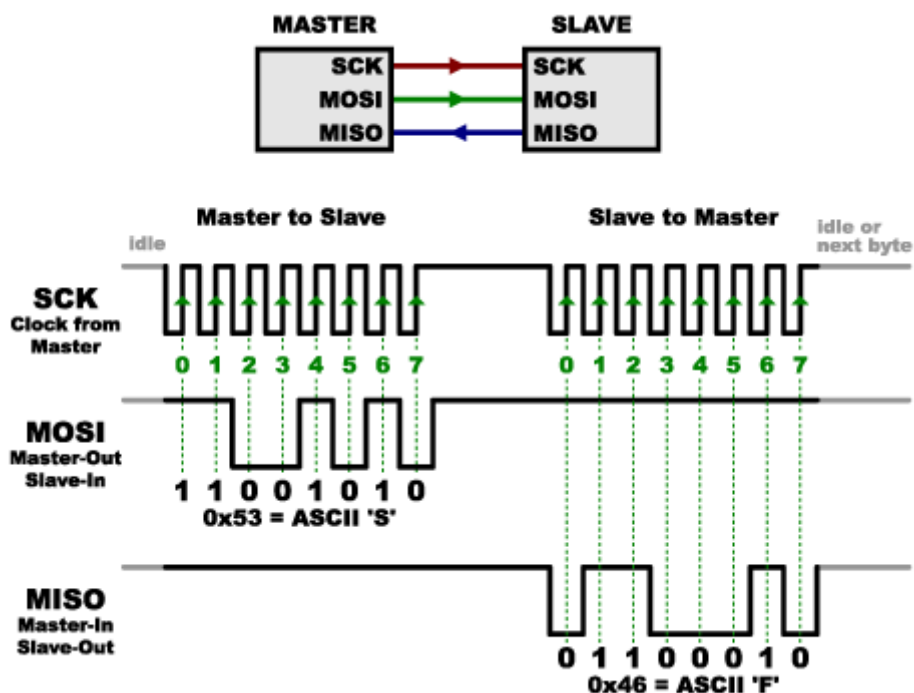 MASTER SLAVE
SCK SCK
MOSI MOSI
MISO MISO
Master to Slave Slave to Master
idle idle or
next byte
SCK
Clock from
Master
0 1 2 3 4 5 6 7 0 1 2 3 4 5 6 7
MOSI
Master-Out
Slave-In
1 1 0 0 1 0 1 0
0x53 = ASCII 'S'
MISO
Master-In
Slave-Out
0 1 1 0 0 0 1 0
0x46 = ASCII 'F'